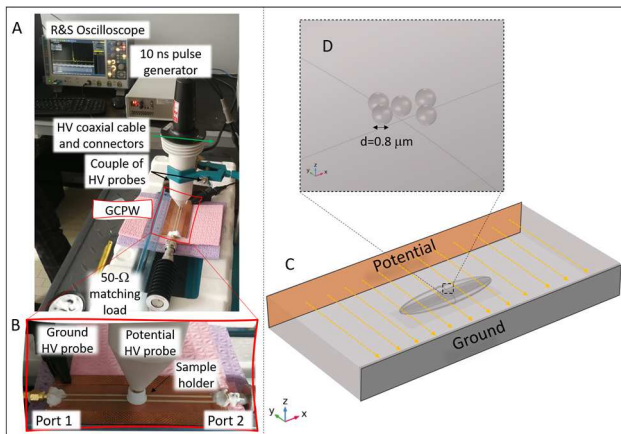 A
R&S Oscilloscope
10 ns pulse
generator
HV coaxial cable
and connectors
Couple of
HV probes
GCPW
50-Ω
matching
load
B
Ground
HV probe
Potential
HV probe
Sample
holder
Port 1
Port 2
D
d=0.8 μm
z
y
x
C
Potential
Ground
z
y
x